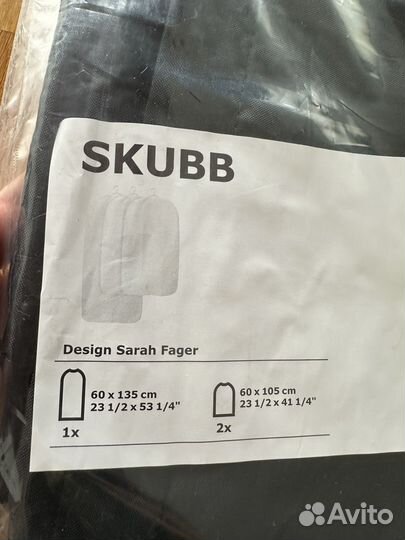 SKUBB
Design Sarah Fager
60 x 135 cm
23 1/2 x 53 1/4"
1x
60 x 105 cm
23 1/2 x 41 1/4"
2x
Avito